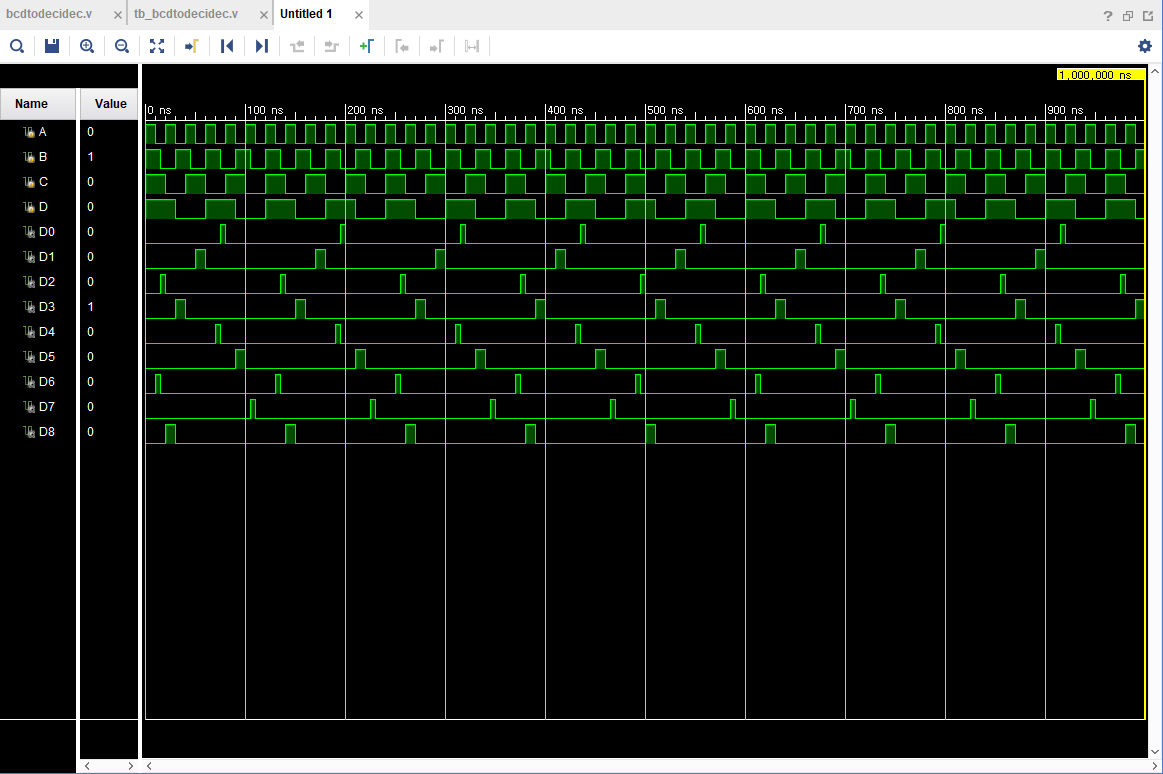 bcdtodecidec.v × tb_bcdtodecidec.v × Untitled 1 ×
?
1,000,000 ns
Name Value
0 ns 100 ns 200 ns 300 ns 400 ns 500 ns 600 ns 700 ns 800 ns 900 ns
A 0
B 1
C 0
D 0
D0 0
D1 0
D2 0
D3 1
D4 0
D5 0
D6 0
D7 0
D8 0